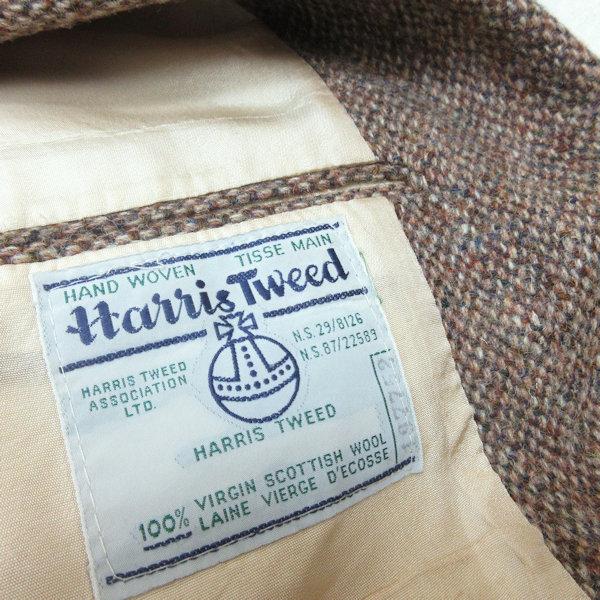 HAND WOVEN TISSE MAIN
Harris Tweed
HARRIS TWEED
ASSOCIATION
LTD.
N.S. 29/8126
N.S. 87/22589
HARRIS TWEED
100% VIRGIN SCOTTISH WOOL
LAINE VIERGE D'ECOSSE